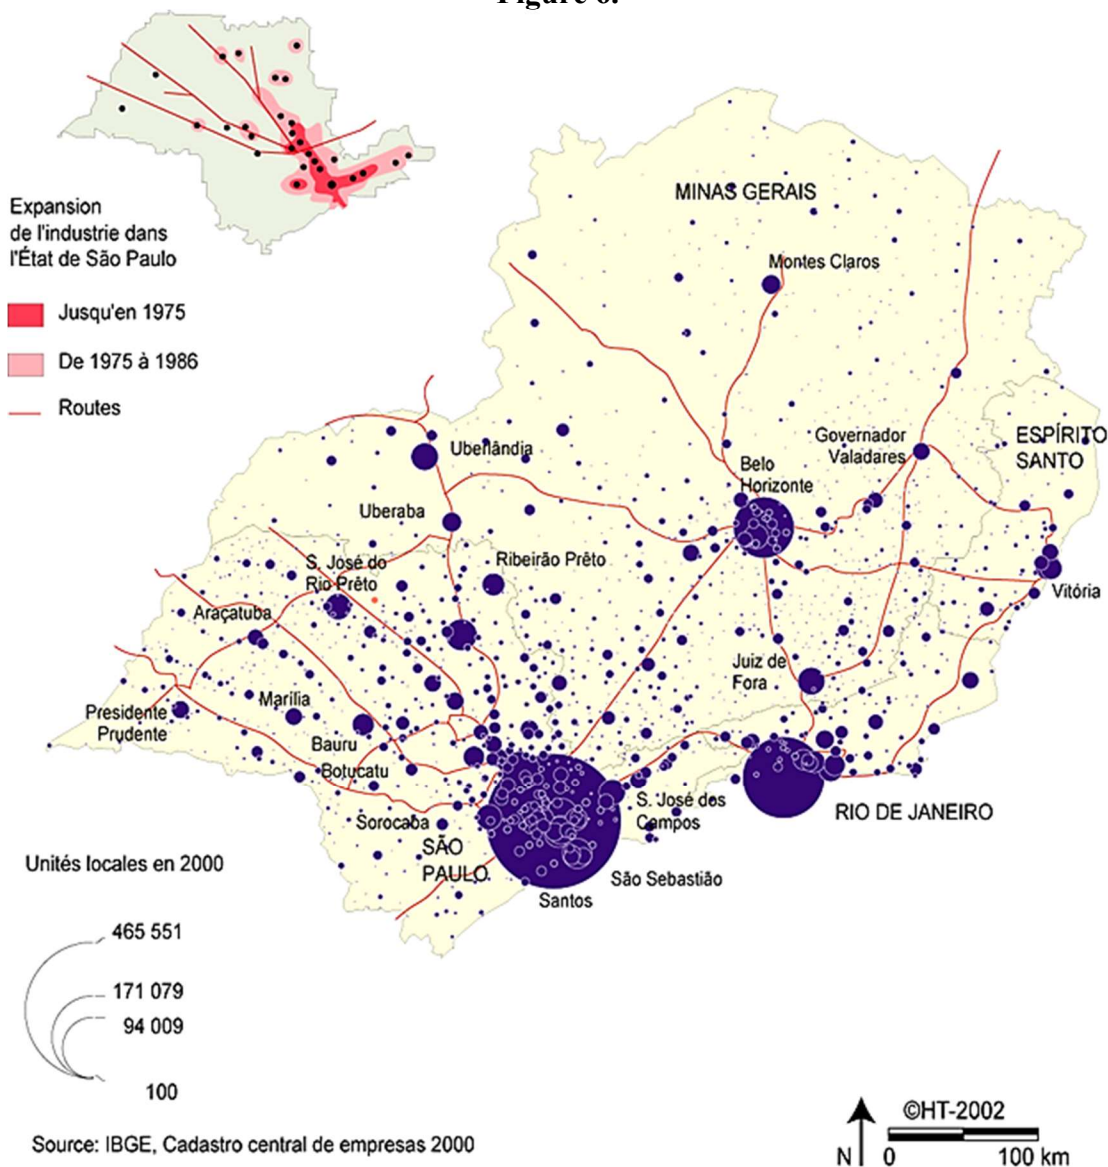 Figure 6.
Expansion
de l'industrie dans
l'État de São Paulo
Jusqu'en 1975
De 1975 à 1986
Routes
MINAS GERAIS
Montes Claros
Governador
Valadares
ESPÍRITO
SANTO
Belo
Horizonte
Uberlândia
Uberaba
Ribeirão Prêto
S. José do
Rio Prêto
Araçatuba
Vitória
Juiz de
Fora
Marilia
Presidente
Prudente
Bauru
Botucatu
Sorocaba
SÃO
PAULO
S. José dos
Campos
RIO DE JANEIRO
São Sebastião
Santos
Unités locales en 2000
465 551
171 079
94 009
100
©HT-2002
N 0 100 km
Source: IBGE, Cadastro central de empresas 2000